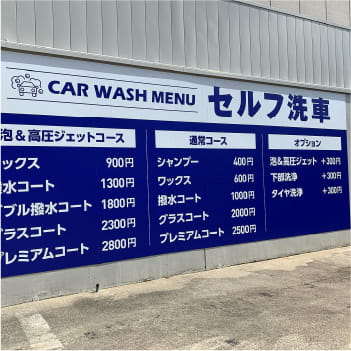 CAR WASH MENU
セルフ洗車
泡&高圧ジェットコース
ックス 900円
水コート 1300円
ブル撥水コート 1800円
ラスコート 2300円
レミアムコート 2800円
通常コース
シャンプー 400円
ワックス 600円
撥水コート 1000円
グラスコート 2000円
プレミアムコート 2500円
オプション
泡&高圧ジェット +300円
下部洗浄 +300円
タイヤ洗浄 +300円